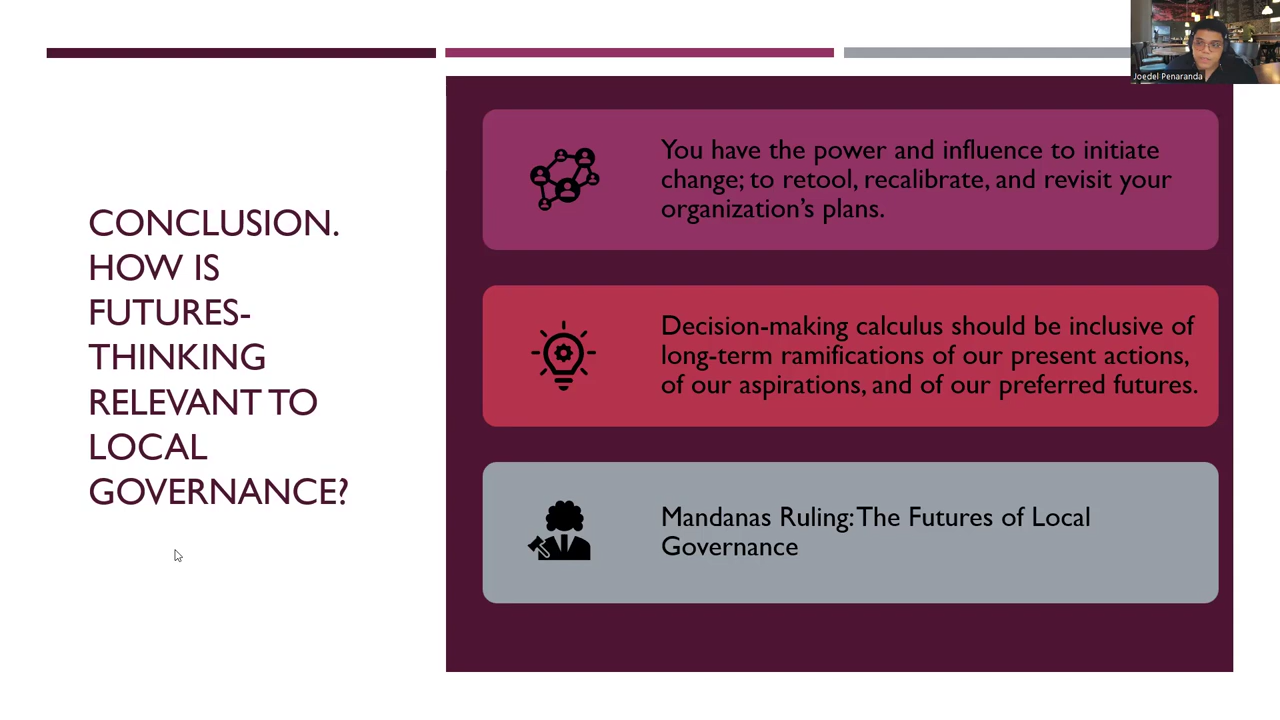 CONCLUSION.
HOW IS
FUTURES-
THINKING
RELEVANT TO
LOCAL
GOVERNANCE?
You have the power and influence to initiate
change; to retool, recalibrate, and revisit your
organization's plans.
Decision-making calculus should be inclusive of
long-term ramifications of our present actions,
of our aspirations, and of our preferred futures.
Mandanas Ruling: The Futures of Local
Governance
Joedel Penaranda